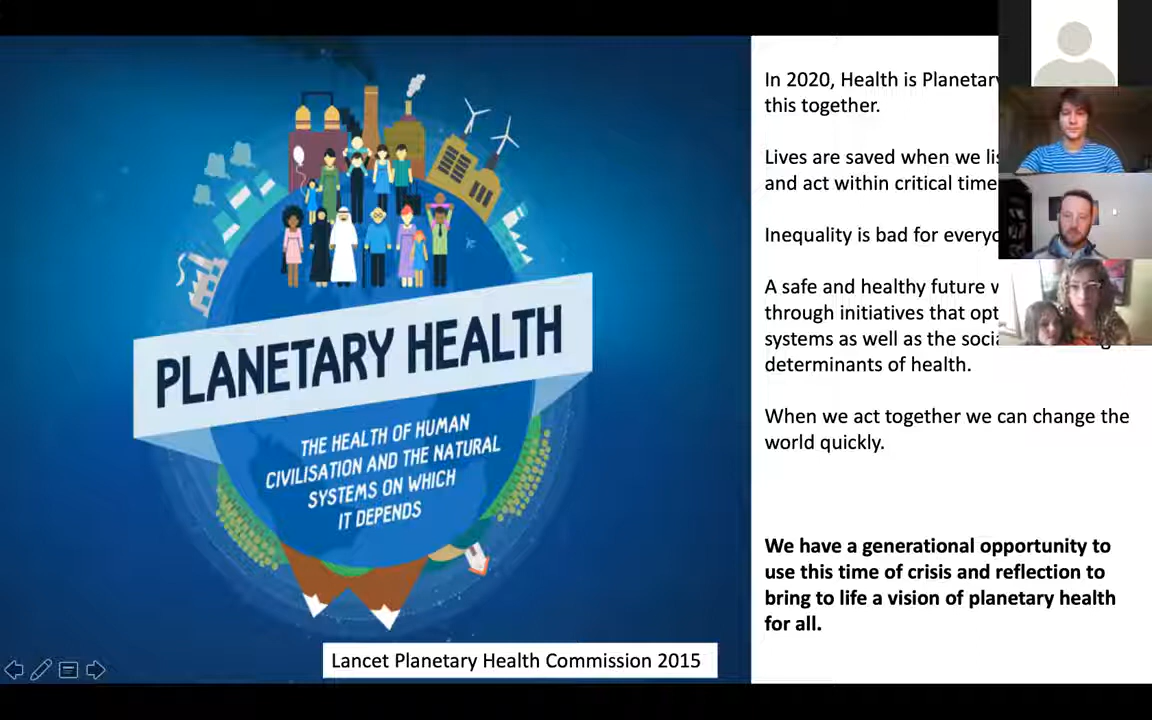 PLANETARY HEALTH
THE HEALTH OF HUMAN
CIVILISATION AND THE NATURAL
SYSTEMS ON WHICH
IT DEPENDS
Lancet Planetary Health Commission 2015
In 2020, Health is Planetary
this together.
Lives are saved when we
and act within critical time
Inequality is bad for
A safe and healthy future
through initiatives that
systems as well as the
determinants of health.
When we act together we can change the
world quickly.
We have a generational opportunity to
use this time of crisis and reflection to
bring to life a vision of planetary health
for all.